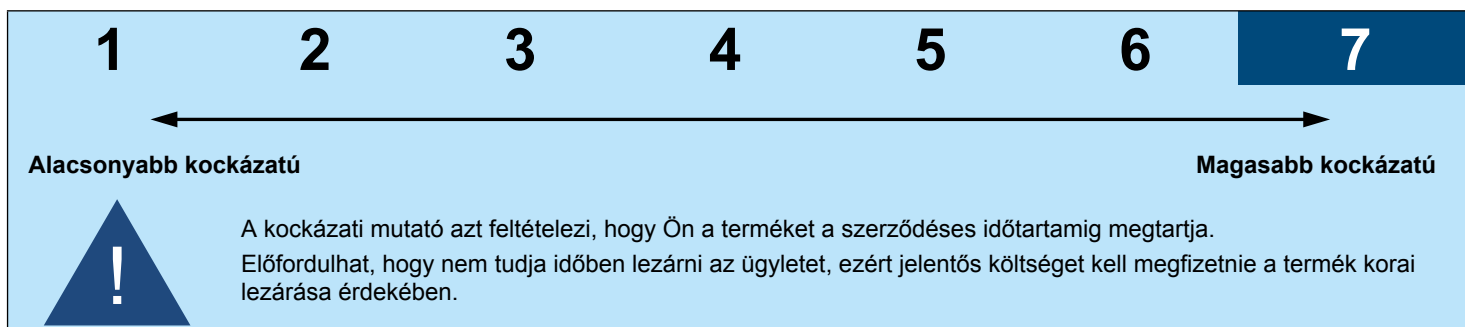 1 2 3 4 5 6 7
Alacsonyabb kockázatú Magasabb kockázatú
!
A kockázati mutató azt feltételezi, hogy Ön a terméket a szerződéses időtartamig megtartja.
Előfordulhat, hogy nem tudja időben lezárni az ügyletet, ezért jelentős költséget kell megfizetnie a termék korai
lezárása érdekében.